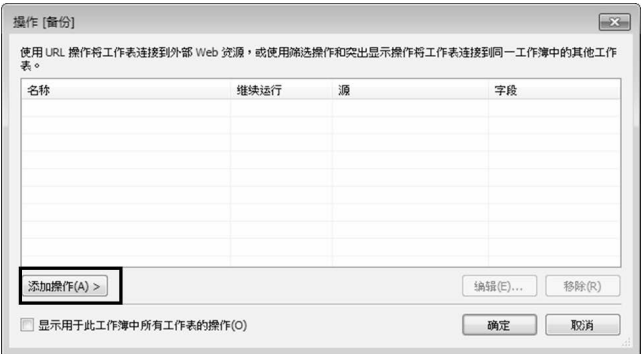 操作 [备份]
使用 URL 操作将工作表连接到外部 Web 资源，或使用筛选操作和突出显示操作将工作表连接到同一工作簿中的其他工作
表。
名称 继续运行 源 字段
添加操作(A) > 编辑(E)... 移除(R)
显示用于此工作簿中所有工作表的操作(O) 确定 取消